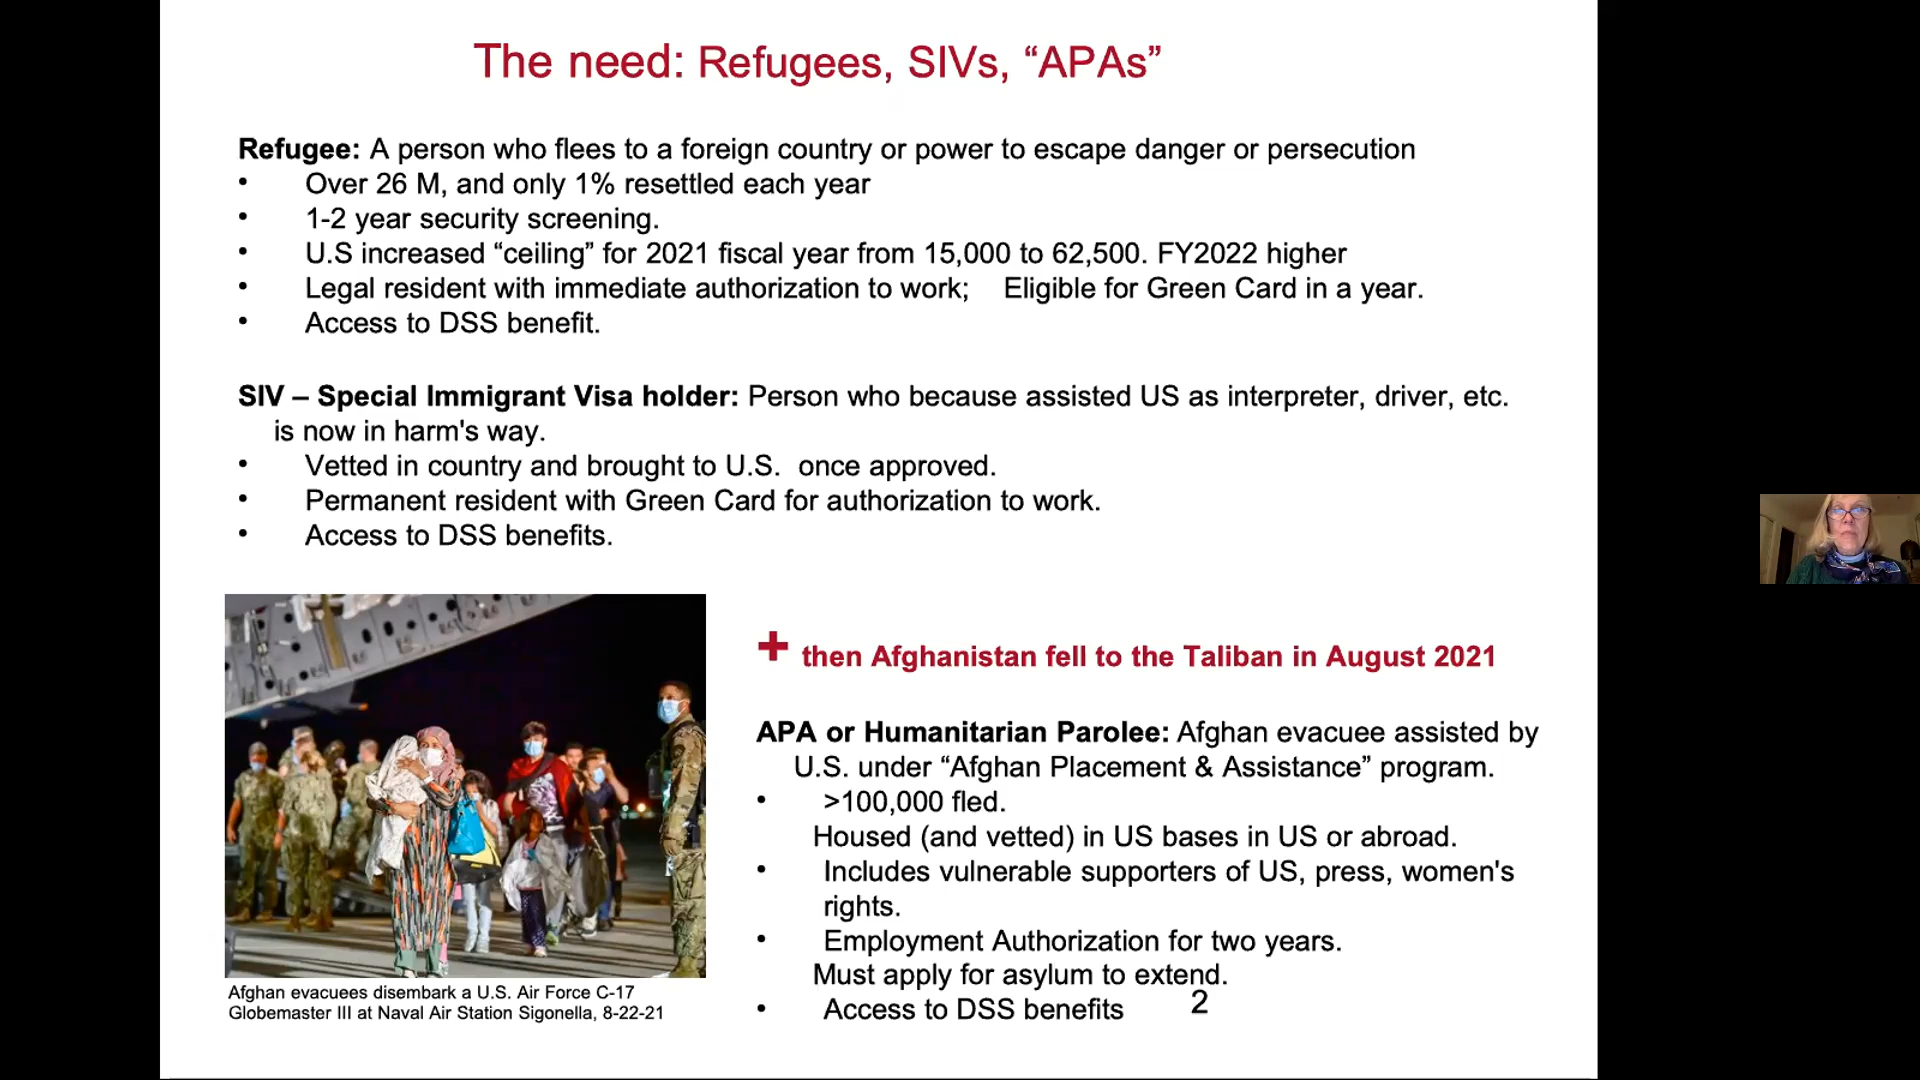 The need: Refugees, SIVs, “APAs”
Refugee: A person who flees to a foreign country or power to escape danger or persecution
• Over 26 M, and only 1% resettled each year
• 1-2 year security screening.
• U.S increased “ceiling” for 2021 fiscal year from 15,000 to 62,500. FY2022 higher
• Legal resident with immediate authorization to work; Eligible for Green Card in a year.
• Access to DSS benefit.
SIV – Special Immigrant Visa holder: Person who because assisted US as interpreter, driver, etc.
is now in harm's way.
• Vetted in country and brought to U.S. once approved.
• Permanent resident with Green Card for authorization to work.
• Access to DSS benefits.
+ then Afghanistan fell to the Taliban in August 2021
APA or Humanitarian Parolee: Afghan evacuee assisted by
U.S. under “Afghan Placement & Assistance” program.
• >100,000 fled.
Housed (and vetted) in US bases in US or abroad.
• Includes vulnerable supporters of US, press, women's
rights.
• Employment Authorization for two years.
Must apply for asylum to extend.
• Access to DSS benefits
2
Afghan evacuees disembark a U.S. Air Force C-17
Globemaster III at Naval Air Station Sigonella, 8-22-21